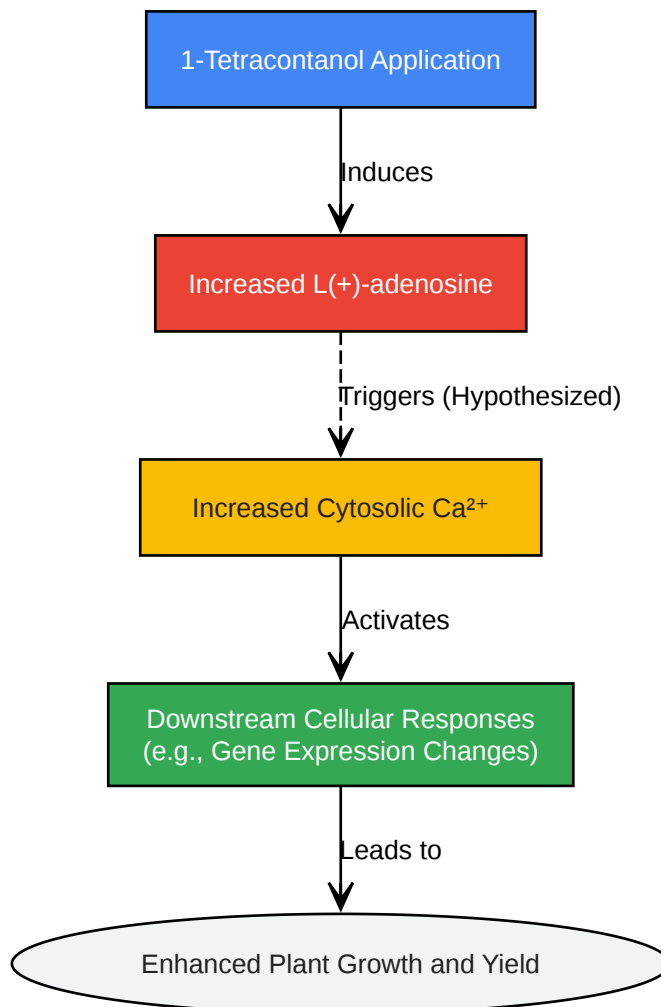 1-Tetracontanol Application
Induces
Increased L(+)-adenosine
Triggers (Hypothesized)
Increased Cytosolic Ca²⁺
Activates
Downstream Cellular Responses
(e.g., Gene Expression Changes)
Leads to
Enhanced Plant Growth and Yield